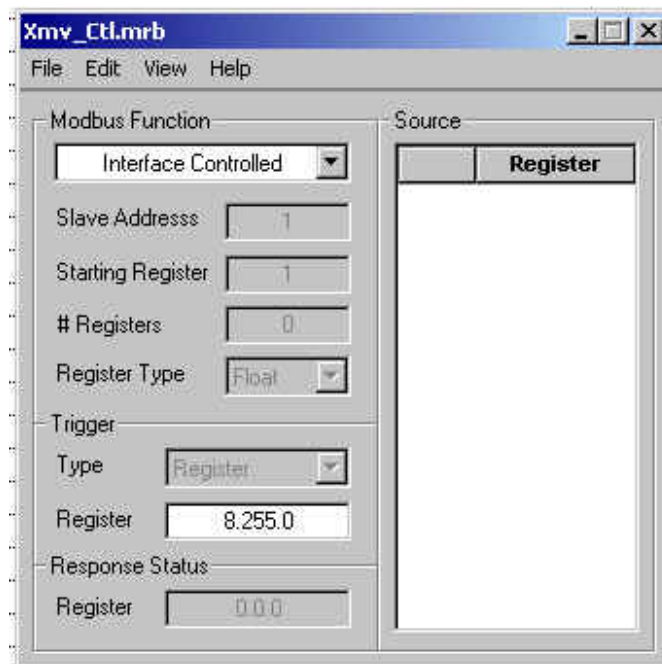 Xmv_Ctl.mrb
File Edit View Help
Modbus Function
Interface Controlled
Slave Addresss 1
Starting Register 1
# Registers 0
Register Type Float
Trigger
Type Register
Register 8.255.0
Response Status
Register 0.0.0
Source
Register